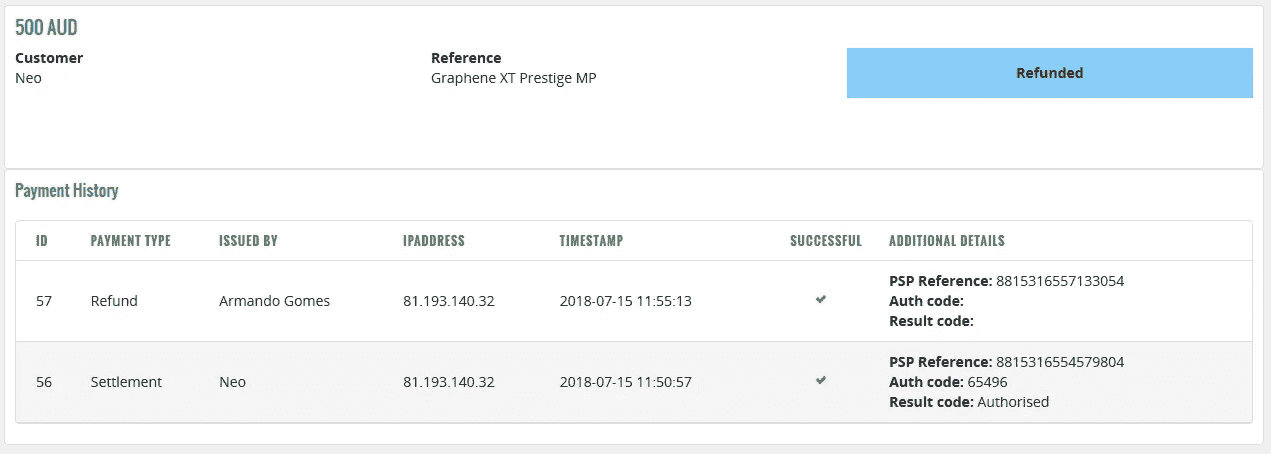 500 AUD
Customer
Neo
Reference
Graphene XT Prestige MP
Refunded
Payment History
ID PAYMENT TYPE ISSUED BY IPADDRESS TIMESTAMP SUCCESSFUL ADDITIONAL DETAILS
57 Refund Armando Gomes 81.193.140.32 2018-07-15 11:55:13
PSP Reference: 8815316557133054
Auth code:
Result code:
56 Settlement Neo 81.193.140.32 2018-07-15 11:50:57
PSP Reference: 8815316554579804
Auth code: 65496
Result code: Authorised